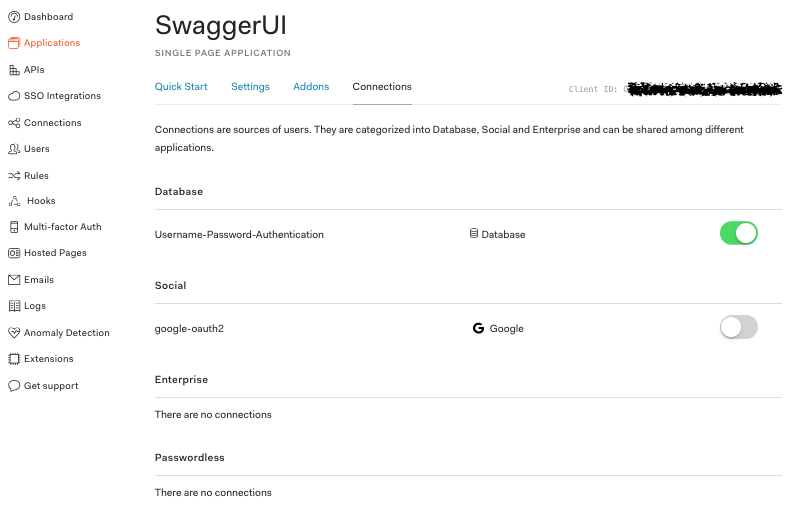 Dashboard
Applications
APIs
SSO Integrations
Connections
Users
Rules
Hooks
Multi-factor Auth
Hosted Pages
Emails
Logs
Anomaly Detection
Extensions
Get support
SwaggerUI
SINGLE PAGE APPLICATION
Quick Start Settings Addons Connections
Client ID:
Connections are sources of users. They are categorized into Database, Social and Enterprise and can be shared among different
applications.
Database
Username-Password-Authentication Database
Social
google-oauth2 Google
Enterprise
There are no connections
Passwordless
There are no connections